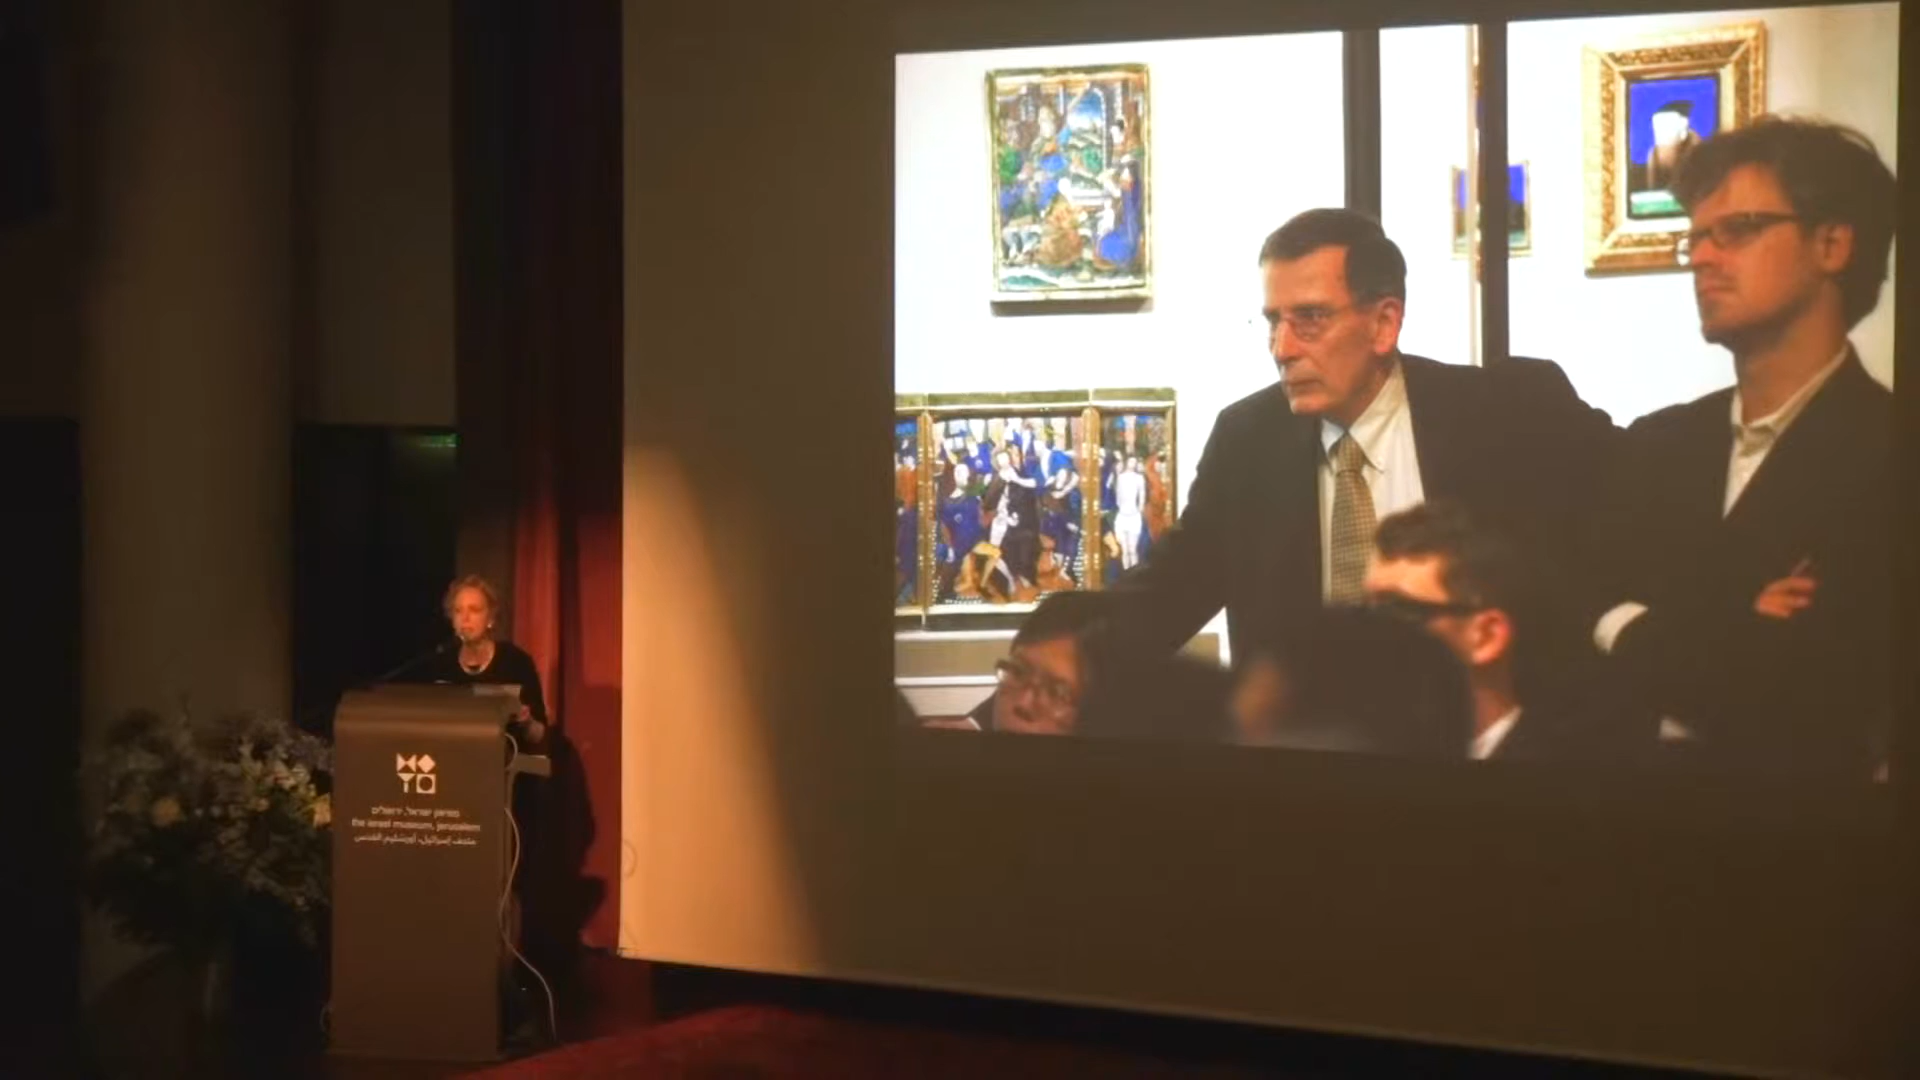 מוזיאון ישראל, ירושלים
the israel museum, jerusalem
متحف إسرائيل، أورشليم القدس